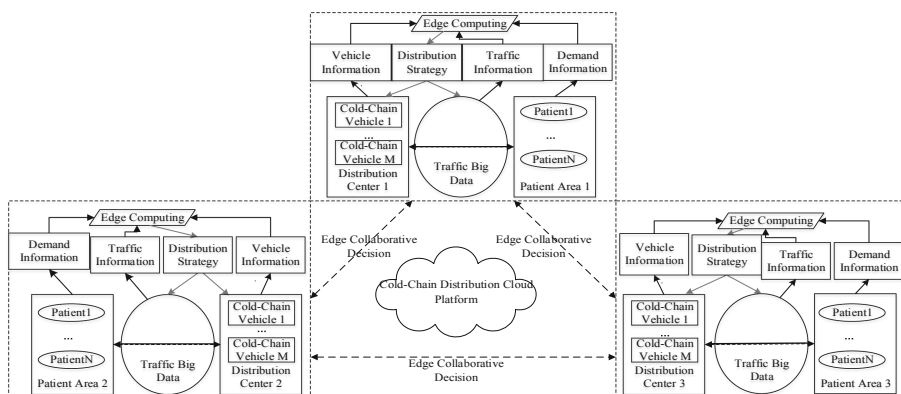 Edge Computing
Vehicle
Information
Distribution
Strategy
Traffic
Information
Demand
Information
Cold-Chain
Vehicle 1
...
Cold-Chain
Vehicle M
Distribution
Center 1
Traffic Big
Data
Patient1
...
PatientN
Patient Area 1
Edge Computing
Demand
Information
Traffic
Information
Distribution
Strategy
Vehicle
Information
Patient1
...
PatientN
Patient Area 2
Traffic Big
Data
Cold-Chain
Vehicle 1
...
Cold-Chain
Vehicle M
Distribution
Center 2
Edge Collaborative
Decision
Edge Collaborative
Decision
Cold-Chain Distribution Cloud
Platform
Edge Collaborative
Decision
Edge Computing
Vehicle
Information
Distribution
Strategy
Traffic
Information
Demand
Information
Cold-Chain
Vehicle 1
...
Cold-Chain
Vehicle M
Distribution
Center 3
Traffic Big
Data
Patient1
...
PatientN
Patient Area 3